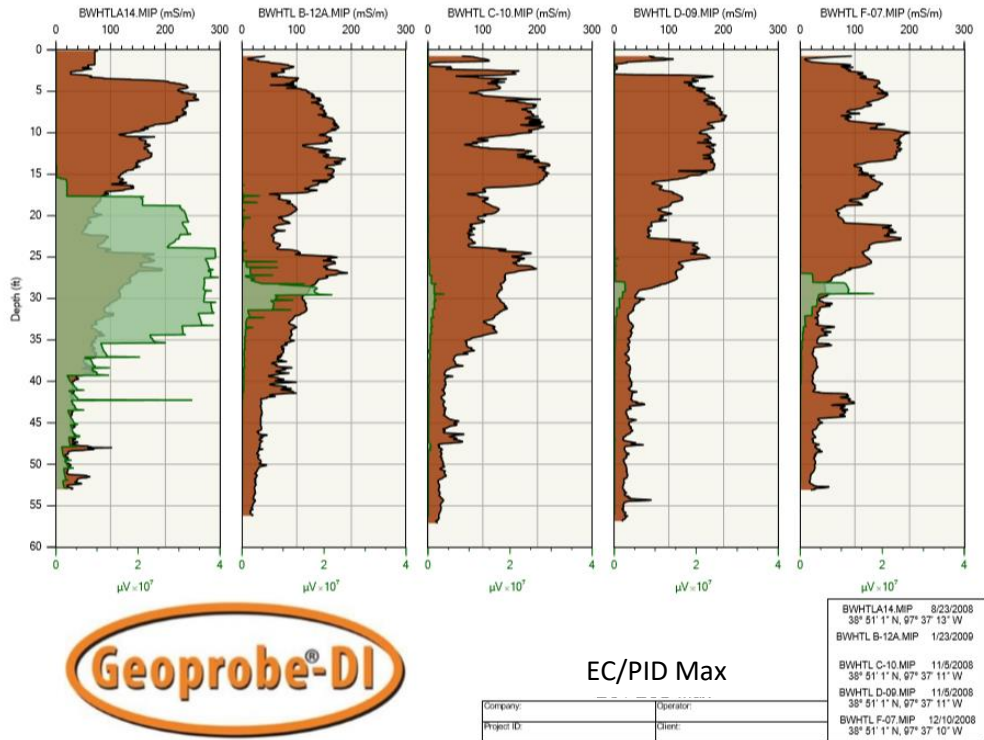 BWHTLA14.MIP (mS/m)
0 100 200 300
BWHTL B-12A.MIP (mS/m)
0 100 200 300
BWHTL C-10.MIP (mS/m)
0 100 200 300
BWHTL D-09.MIP (mS/m)
0 100 200 300
BWHTL F-07.MIP (mS/m)
0 100 200 300
Depth (ft)
0
5
10
15
20
25
30
35
40
45
50
55
60
0 2 4
µV × 10⁷
0 2 4
µV × 10⁷
0 2 4
µV × 10⁷
0 2 4
µV × 10⁷
0 2 4
µV × 10⁷
Geoprobe®-DI
EC/PID Max
Company:
Operator:
Project ID:
Client:
BWHTLA14.MIP 8/23/2008
38° 51' 1" N, 97° 37' 13" W
BWHTL B-12A.MIP 1/23/2009
BWHTL C-10.MIP 11/5/2008
38° 51' 1" N, 97° 37' 11" W
BWHTL D-09.MIP 11/5/2008
38° 51' 1" N, 97° 37' 11" W
BWHTL F-07.MIP 12/10/2008
38° 51' 1" N, 97° 37' 10" W